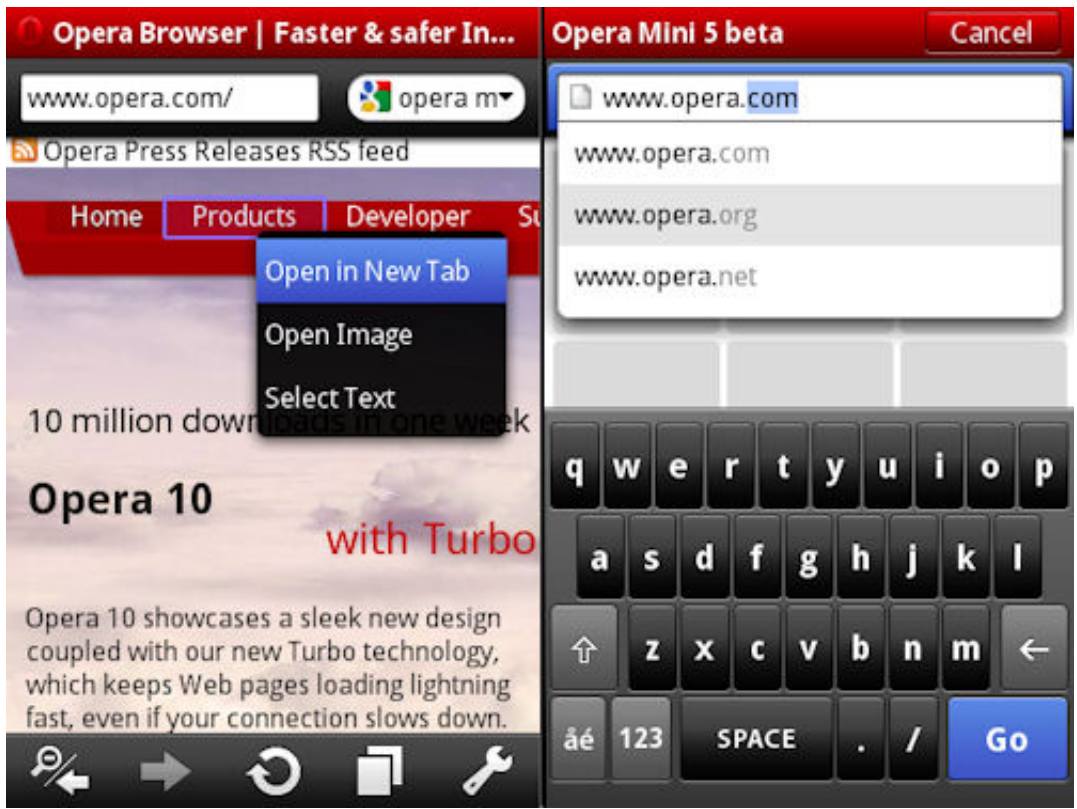 Opera Browser | Faster & safer In...
www.opera.com/
opera m
Opera Press Releases RSS feed
Home Products Developer Su
Open in New Tab
Open Image
Select Text
10 million downloads in one week
Opera 10
with Turbo
Opera 10 showcases a sleek new design
coupled with our new Turbo technology,
which keeps Web pages loading lightning
fast, even if your connection slows down.
Opera Mini 5 beta
Cancel
www.opera.com
www.opera.com
www.opera.org
www.opera.net
q w e r t y u i o p
a s d f g h j k l
z x c v b n m
åé 123 SPACE . / Go